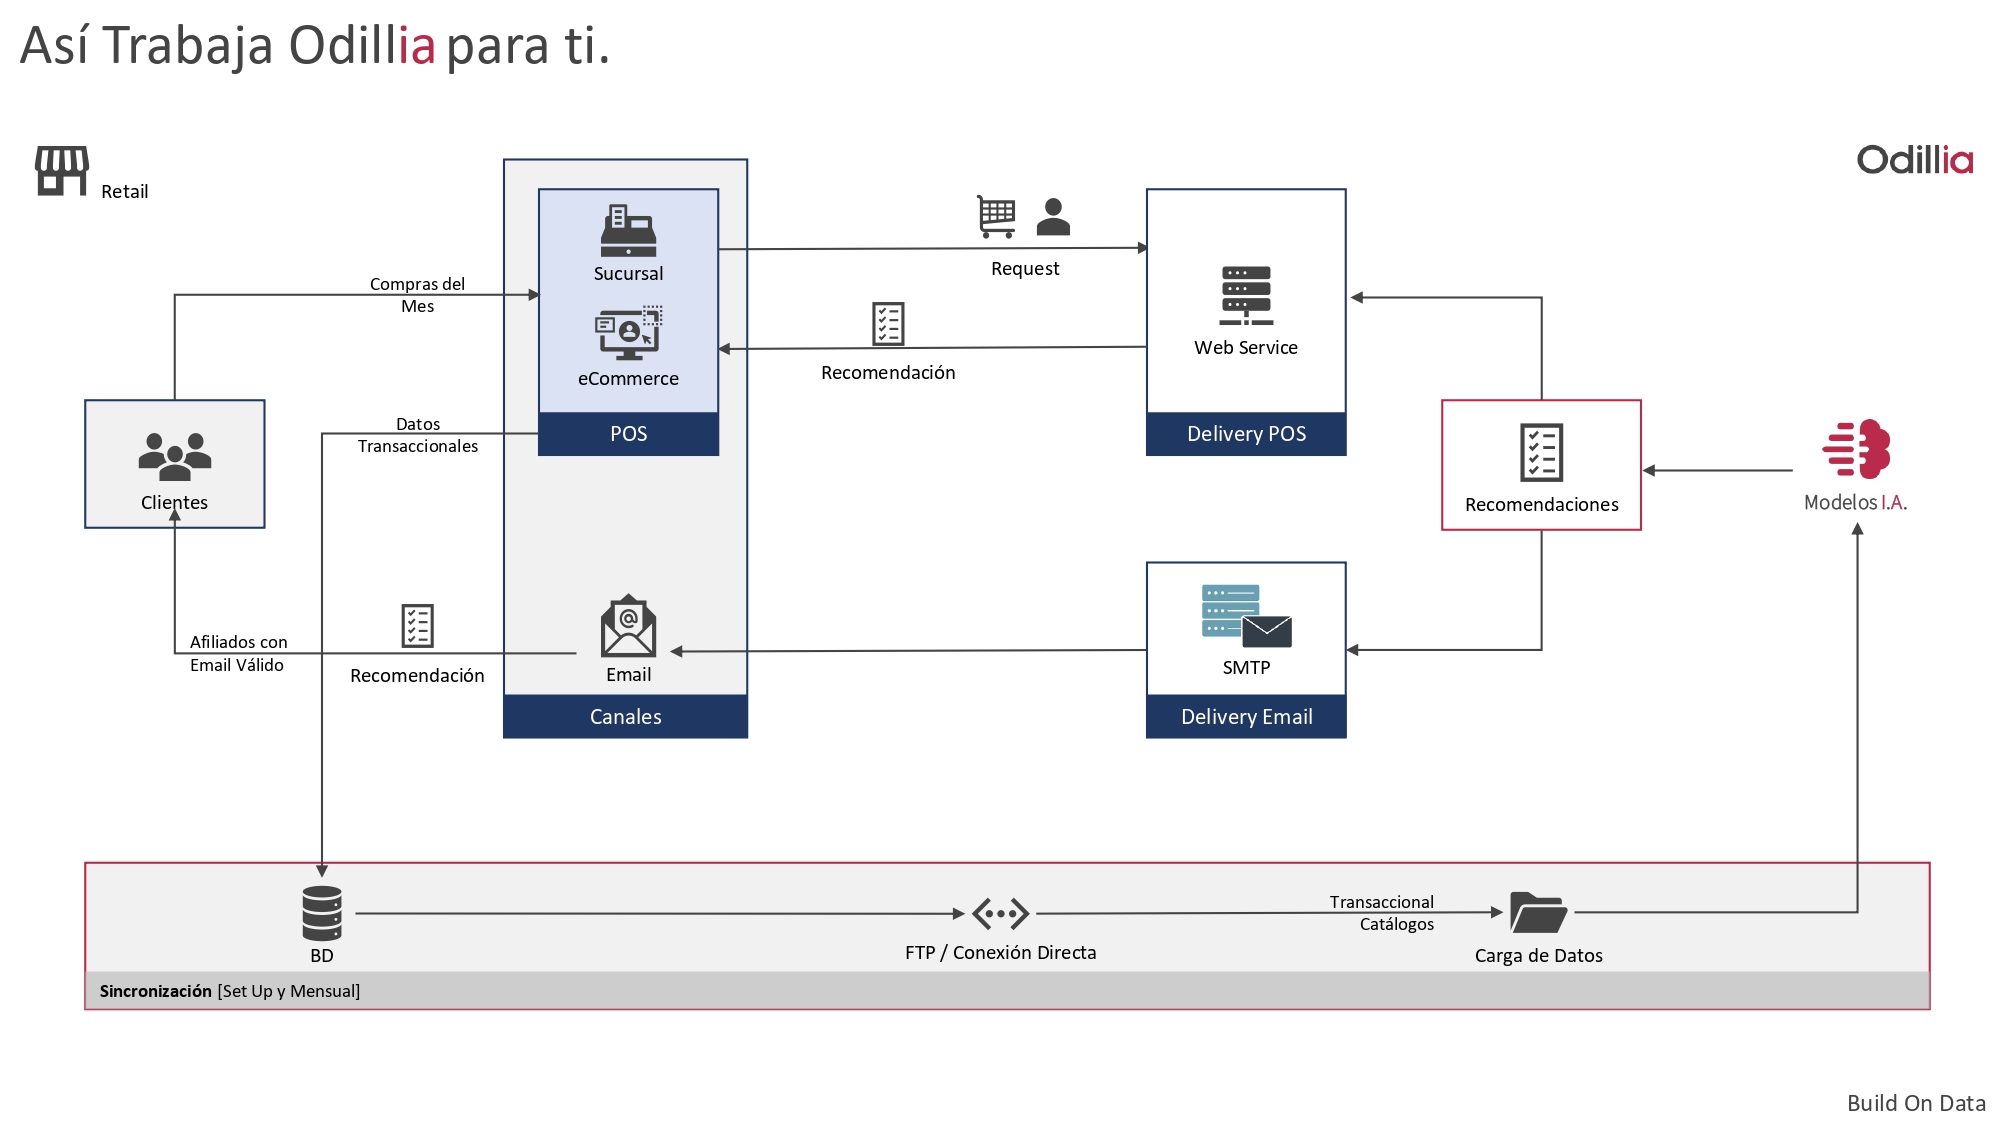 Así Trabaja Odillia para ti.
Retail
Odillia
Sucursal
eCommerce
POS
Request
Recomendación
Web Service
Delivery POS
Compras del
Mes
Datos
Transaccionales
Clientes
Recomendaciones
Modelos I.A.
Afiliados con
Email Válido
Recomendación
Email
Canales
SMTP
Delivery Email
BD
FTP / Conexión Directa
Transaccional
Catálogos
Carga de Datos
Sincronización [Set Up y Mensual]
Build On Data